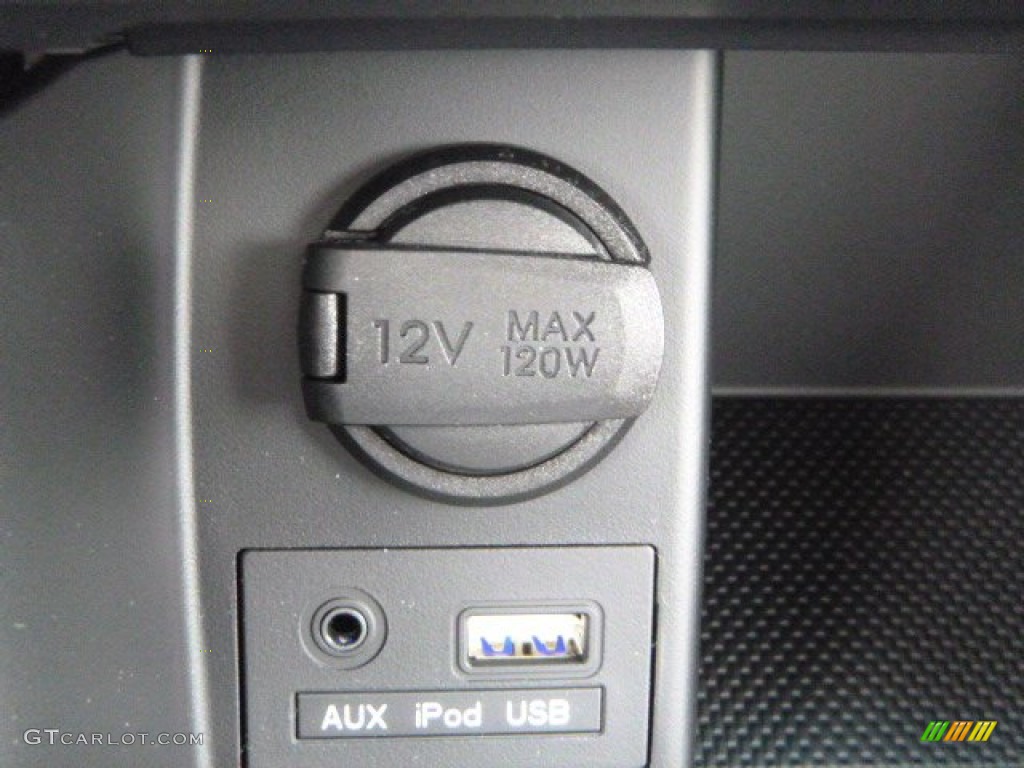 12V MAX
120W
AUX iPod USB
GTCARLOT.COM